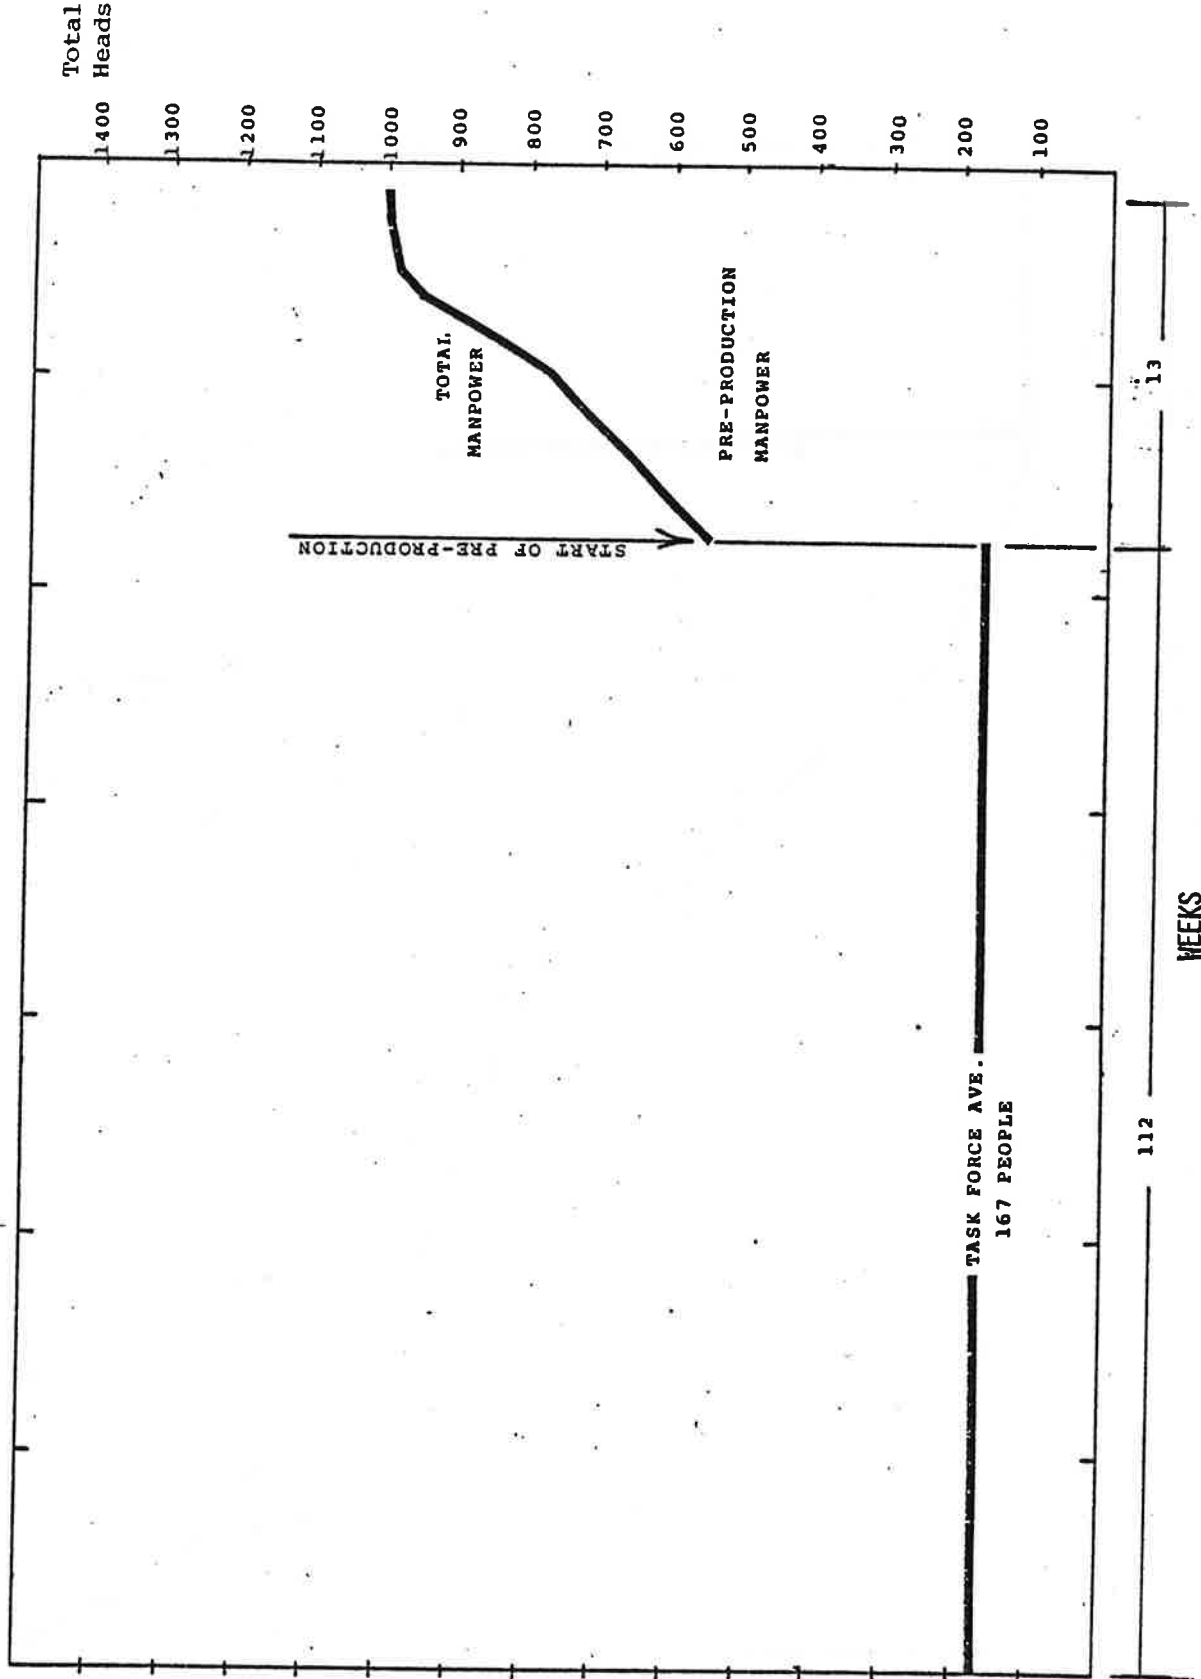 Total
Heads
1400
1300
1200
1100
1000
900
800
700
600
500
400
300
200
100
TOTAL
MANPOWER
PRE-PRODUCTION
MANPOWER
START OF PRE-PRODUCTION
TASK FORCE AVE.
167 PEOPLE
112
13
WEEKS